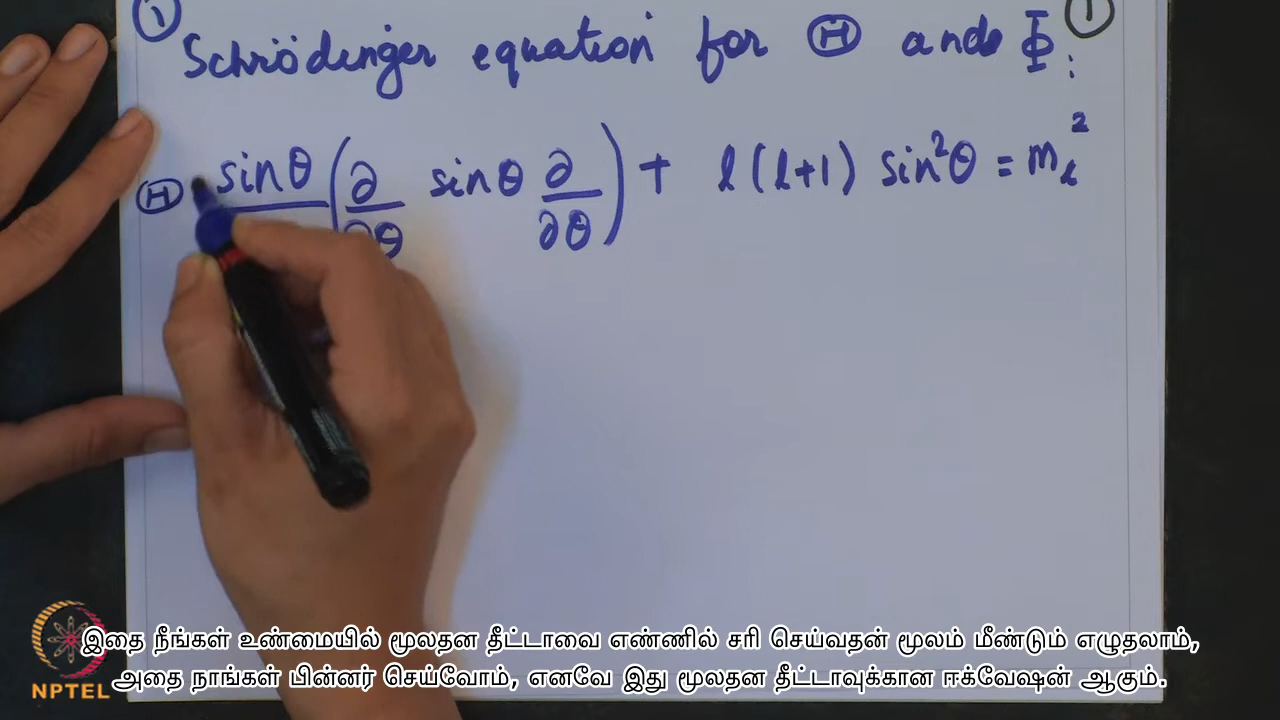 1
1
Schrödinger equation for Ⓗ and Φ:
Ⓗ sinθ/ (∂/∂θ sinθ ∂/∂θ) + l(l+1) sin²θ = m_l²
இதை நீங்கள் உண்மையில் மூலதன தீட்டாவை எண்ணில் சரி செய்வதன் மூலம் மீண்டும் எழுதலாம்,
அதை நாங்கள் பின்னர் செய்வோம், எனவே இது மூலதன தீட்டாவுக்கான ஈக்வேஷன் ஆகும்.
NPTEL